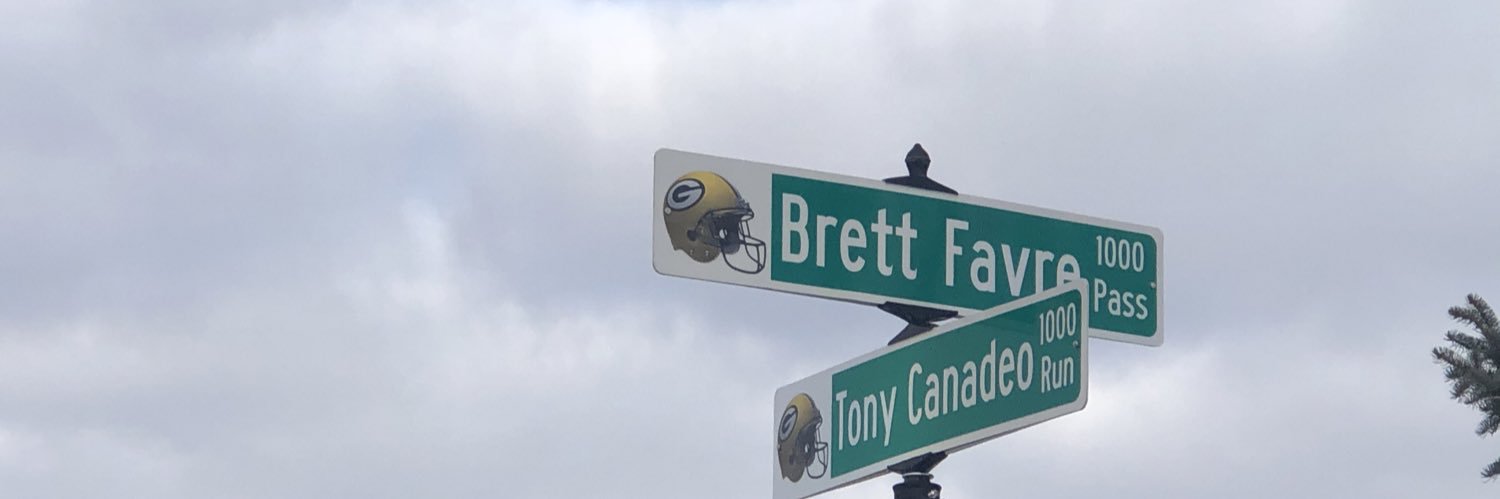 G
Brett Favre 1000 Pass
G
Tony Canadeo 1000 Run